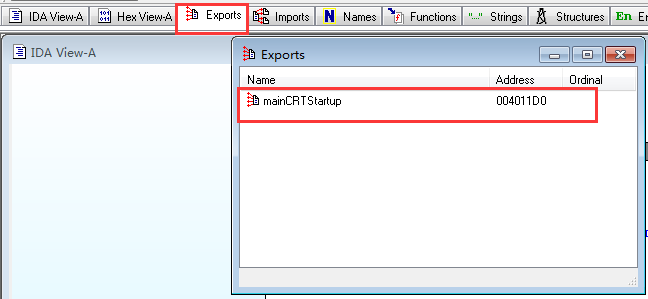 IDA View-A Hex View-A Exports Imports N Names Functions "..." Strings Structures En
IDA View-A
Exports
Name Address Ordinal
mainCRTStartup 004011D0